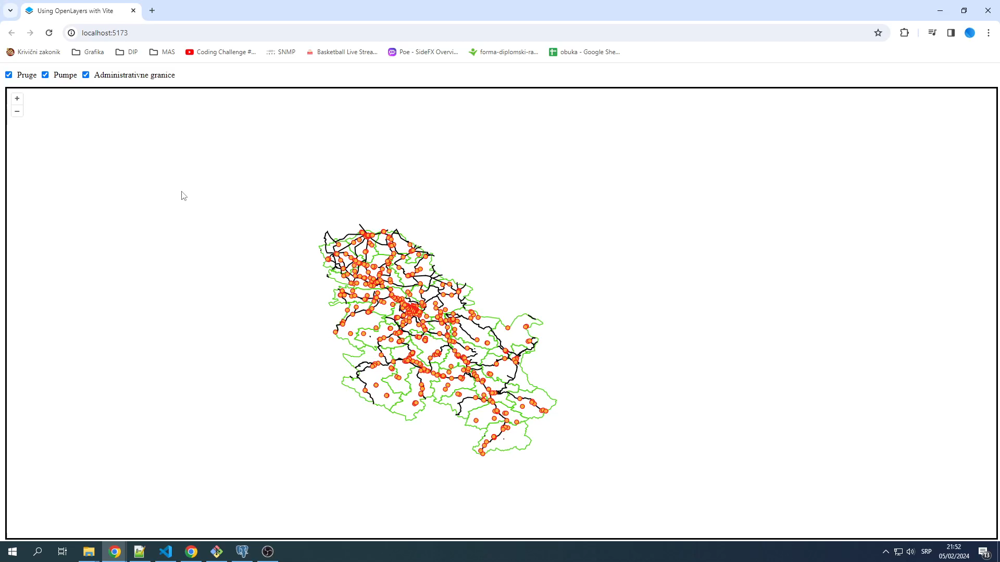 Using OpenLayers with Vite
localhost:5173
Krivični zakonik
Grafika
DIP
MAS
Coding Challenge #...
SNMP
Basketball Live Strea...
Poe - SideFX Overvi...
forma-diplomski-ra...
obuka - Google She...
Pruge
Pumpe
Administrativne granice
+
−
SRP
21:52
05/02/2024
13